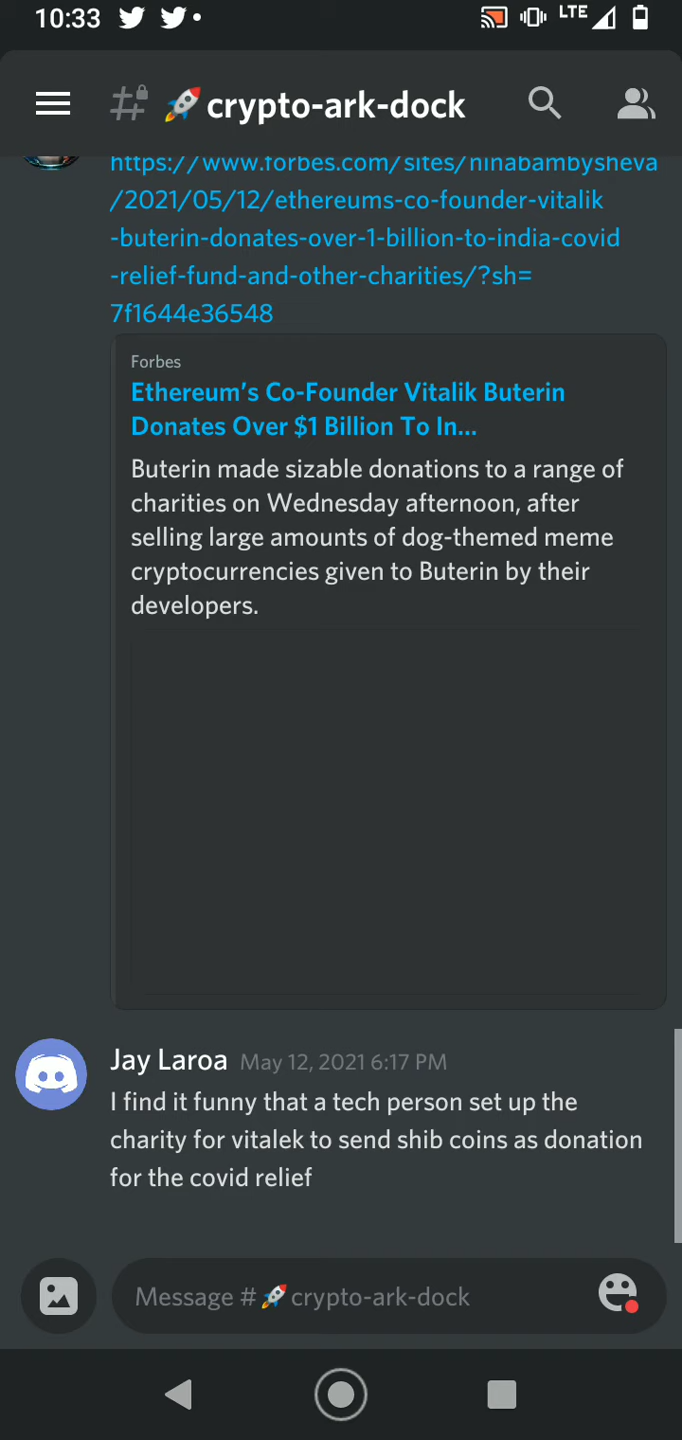 10:33
LTE
crypto-ark-dock
https://www.forbes.com/sites/ninabambysheva
/2021/05/12/ethereums-co-founder-vitalik
-buterin-donates-over-1-billion-to-india-covid
-relief-fund-and-other-charities/?sh=
7f1644e36548
Forbes
Ethereum's Co-Founder Vitalik Buterin
Donates Over $1 Billion To In...
Buterin made sizable donations to a range of
charities on Wednesday afternoon, after
selling large amounts of dog-themed meme
cryptocurrencies given to Buterin by their
developers.
Jay Laroa May 12, 2021 6:17 PM
I find it funny that a tech person set up the
charity for vitalek to send shib coins as donation
for the covid relief
Message #🚀crypto-ark-dock